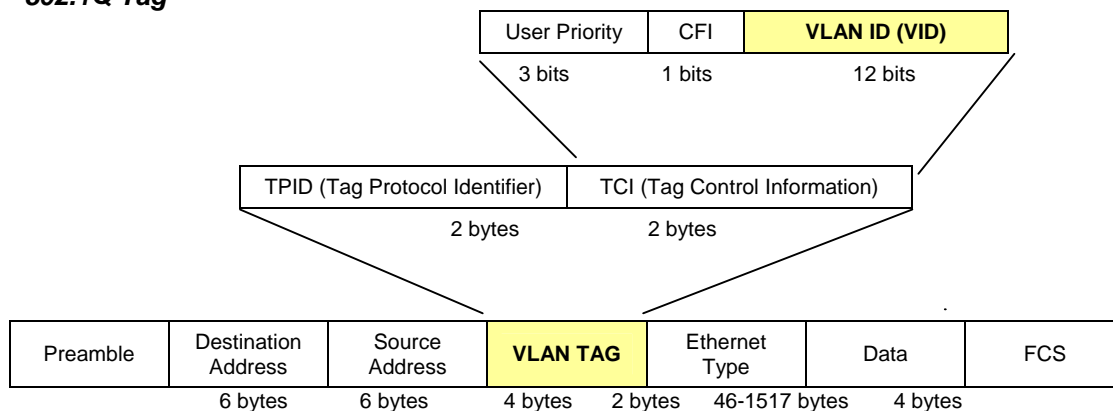 802.1Q Tag
User Priority CFI VLAN ID (VID)
3 bits 1 bits 12 bits
TPID (Tag Protocol Identifier) TCI (Tag Control Information)
2 bytes 2 bytes
.
Preamble Destination Address Source Address VLAN TAG Ethernet Type Data FCS
6 bytes 6 bytes 4 bytes 2 bytes 46-1517 bytes 4 bytes